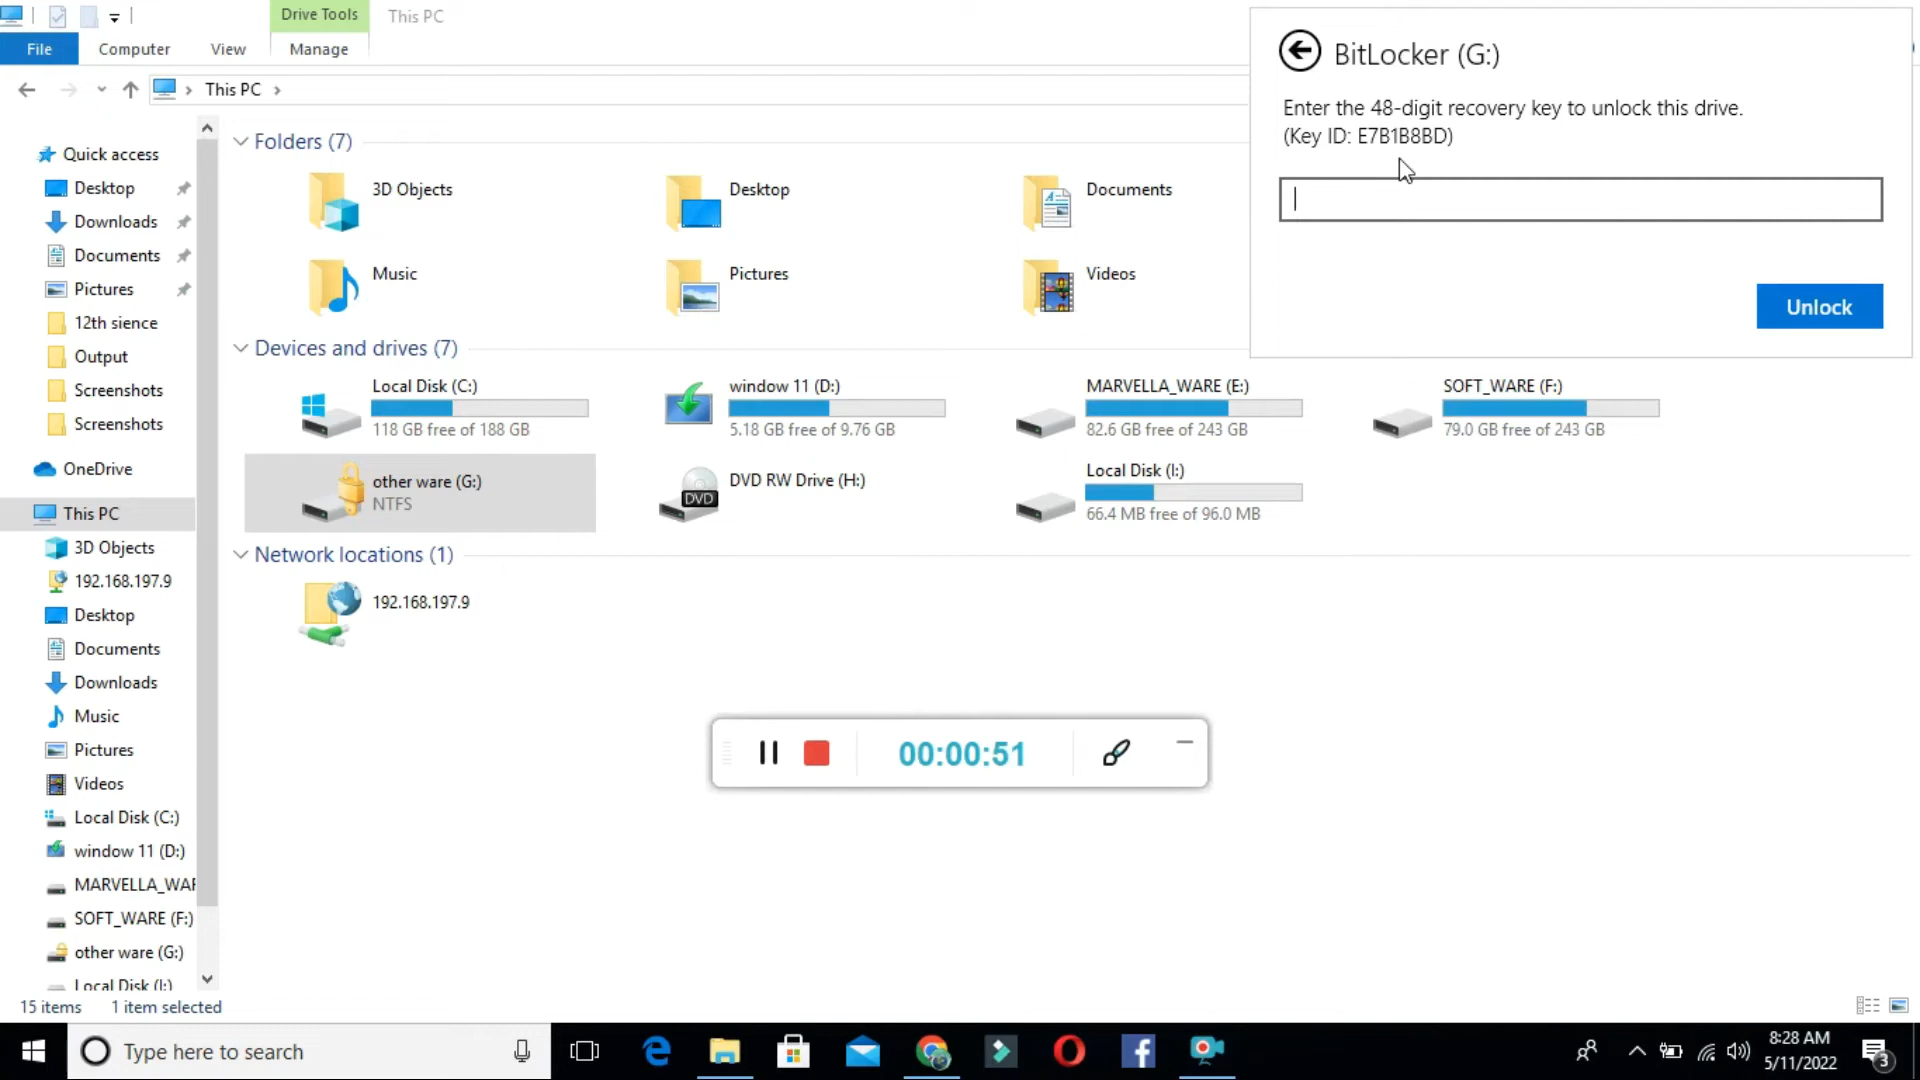 Drive Tools
This PC
File
Computer
View
Manage
This PC
Quick access
Desktop
Downloads
Documents
Pictures
12th sience
Output
Screenshots
Screenshots
OneDrive
This PC
3D Objects
192.168.197.9
Desktop
Documents
Downloads
Music
Pictures
Videos
Local Disk (C:)
window 11 (D:)
MARVELLA_WAR
SOFT_WARE (F:)
other ware (G:)
Local Disk (I:)
Folders (7)
3D Objects
Desktop
Documents
Music
Pictures
Videos
Devices and drives (7)
Local Disk (C:)
118 GB free of 188 GB
window 11 (D:)
5.18 GB free of 9.76 GB
MARVELLA_WARE (E:)
82.6 GB free of 243 GB
SOFT_WARE (F:)
79.0 GB free of 243 GB
other ware (G:)
NTFS
DVD
DVD RW Drive (H:)
Local Disk (I:)
66.4 MB free of 96.0 MB
Network locations (1)
192.168.197.9
BitLocker (G:)
Enter the 48-digit recovery key to unlock this drive.
(Key ID: E7B1B8BD)
Unlock
00:00:51
15 items
1 item selected
Type here to search
8:28 AM
5/11/2022
3